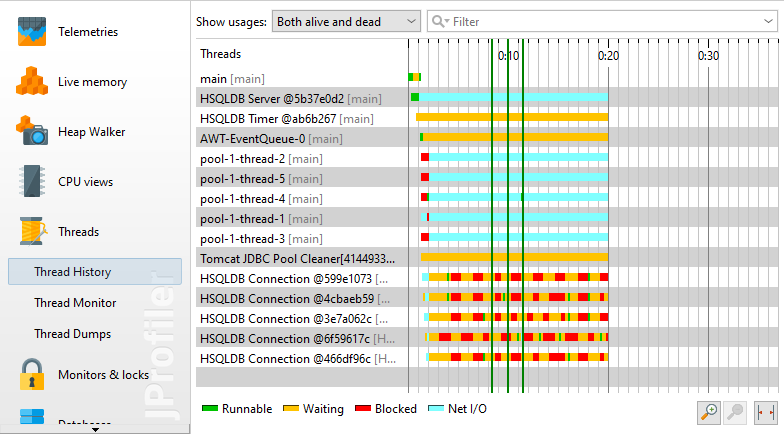 Telemetries
Live memory
Heap Walker
CPU views
Threads
Thread History
Thread Monitor
Thread Dumps
Monitors & locks
Databases
JProfiler
Show usages: Both alive and dead Filter
Threads 0:10 0:20 0:30
main [main]
HSQLDB Server @5b37e0d2 [main]
HSQLDB Timer @ab6b267 [main]
AWT-EventQueue-0 [main]
pool-1-thread-2 [main]
pool-1-thread-5 [main]
pool-1-thread-4 [main]
pool-1-thread-1 [main]
pool-1-thread-3 [main]
Tomcat JDBC Pool Cleaner[4144933...
HSQLDB Connection @599e1073 [...
HSQLDB Connection @4cbaeb59 [...
HSQLDB Connection @3e7a062c [...
HSQLDB Connection @6f59617c [H...
HSQLDB Connection @466df96c [H...
Runnable Waiting Blocked Net I/O